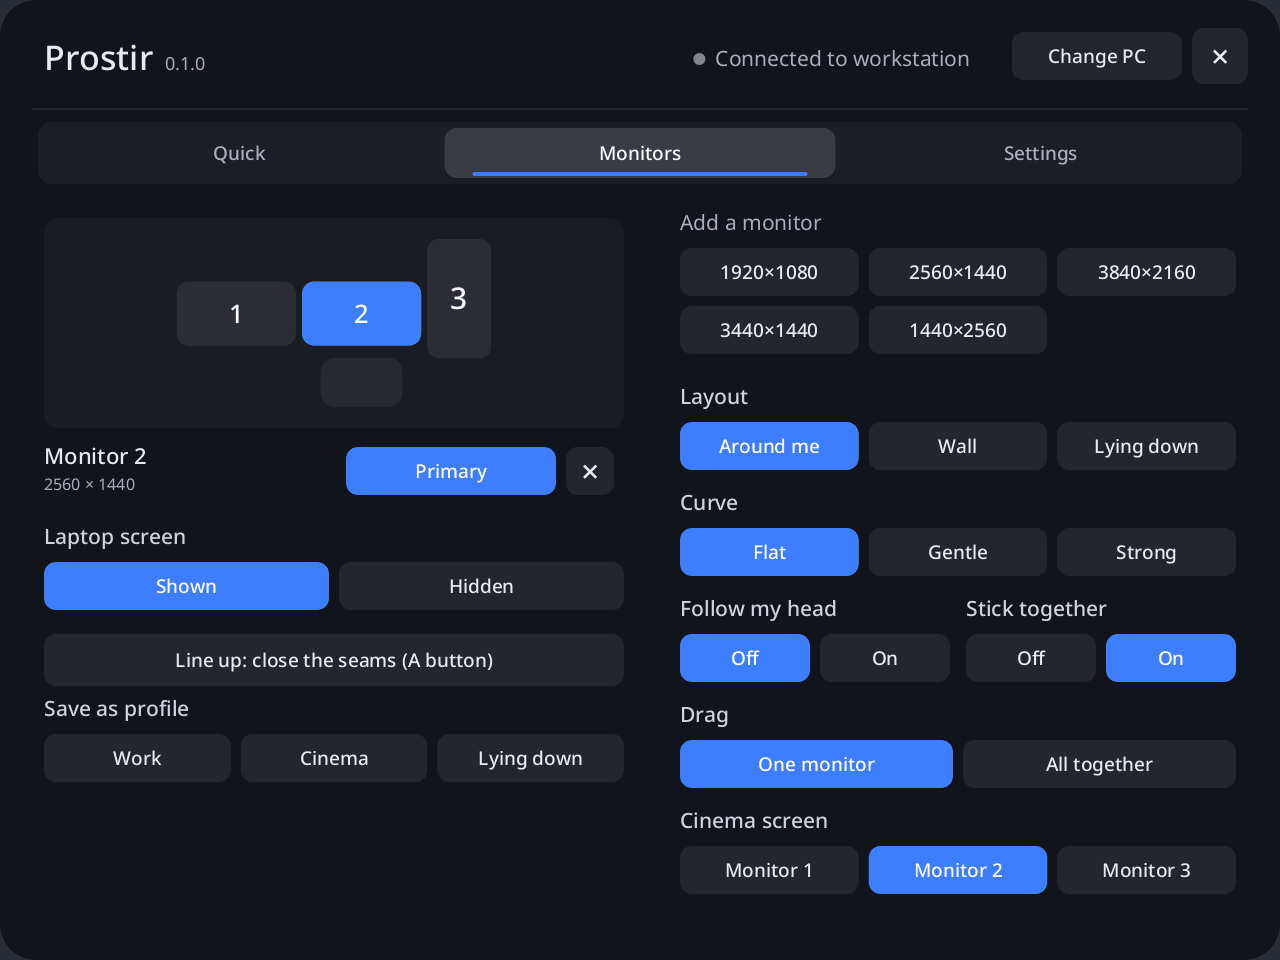 Prostir 0.1.0
Connected to workstation
Change PC
×
Quick
Monitors
Settings
1
2
3
Monitor 2
2560 × 1440
Primary
×
Laptop screen
Shown
Hidden
Line up: close the seams (A button)
Save as profile
Work
Cinema
Lying down
Add a monitor
1920×1080
2560×1440
3840×2160
3440×1440
1440×2560
Layout
Around me
Wall
Lying down
Curve
Flat
Gentle
Strong
Follow my head
Off
On
Stick together
Off
On
Drag
One monitor
All together
Cinema screen
Monitor 1
Monitor 2
Monitor 3